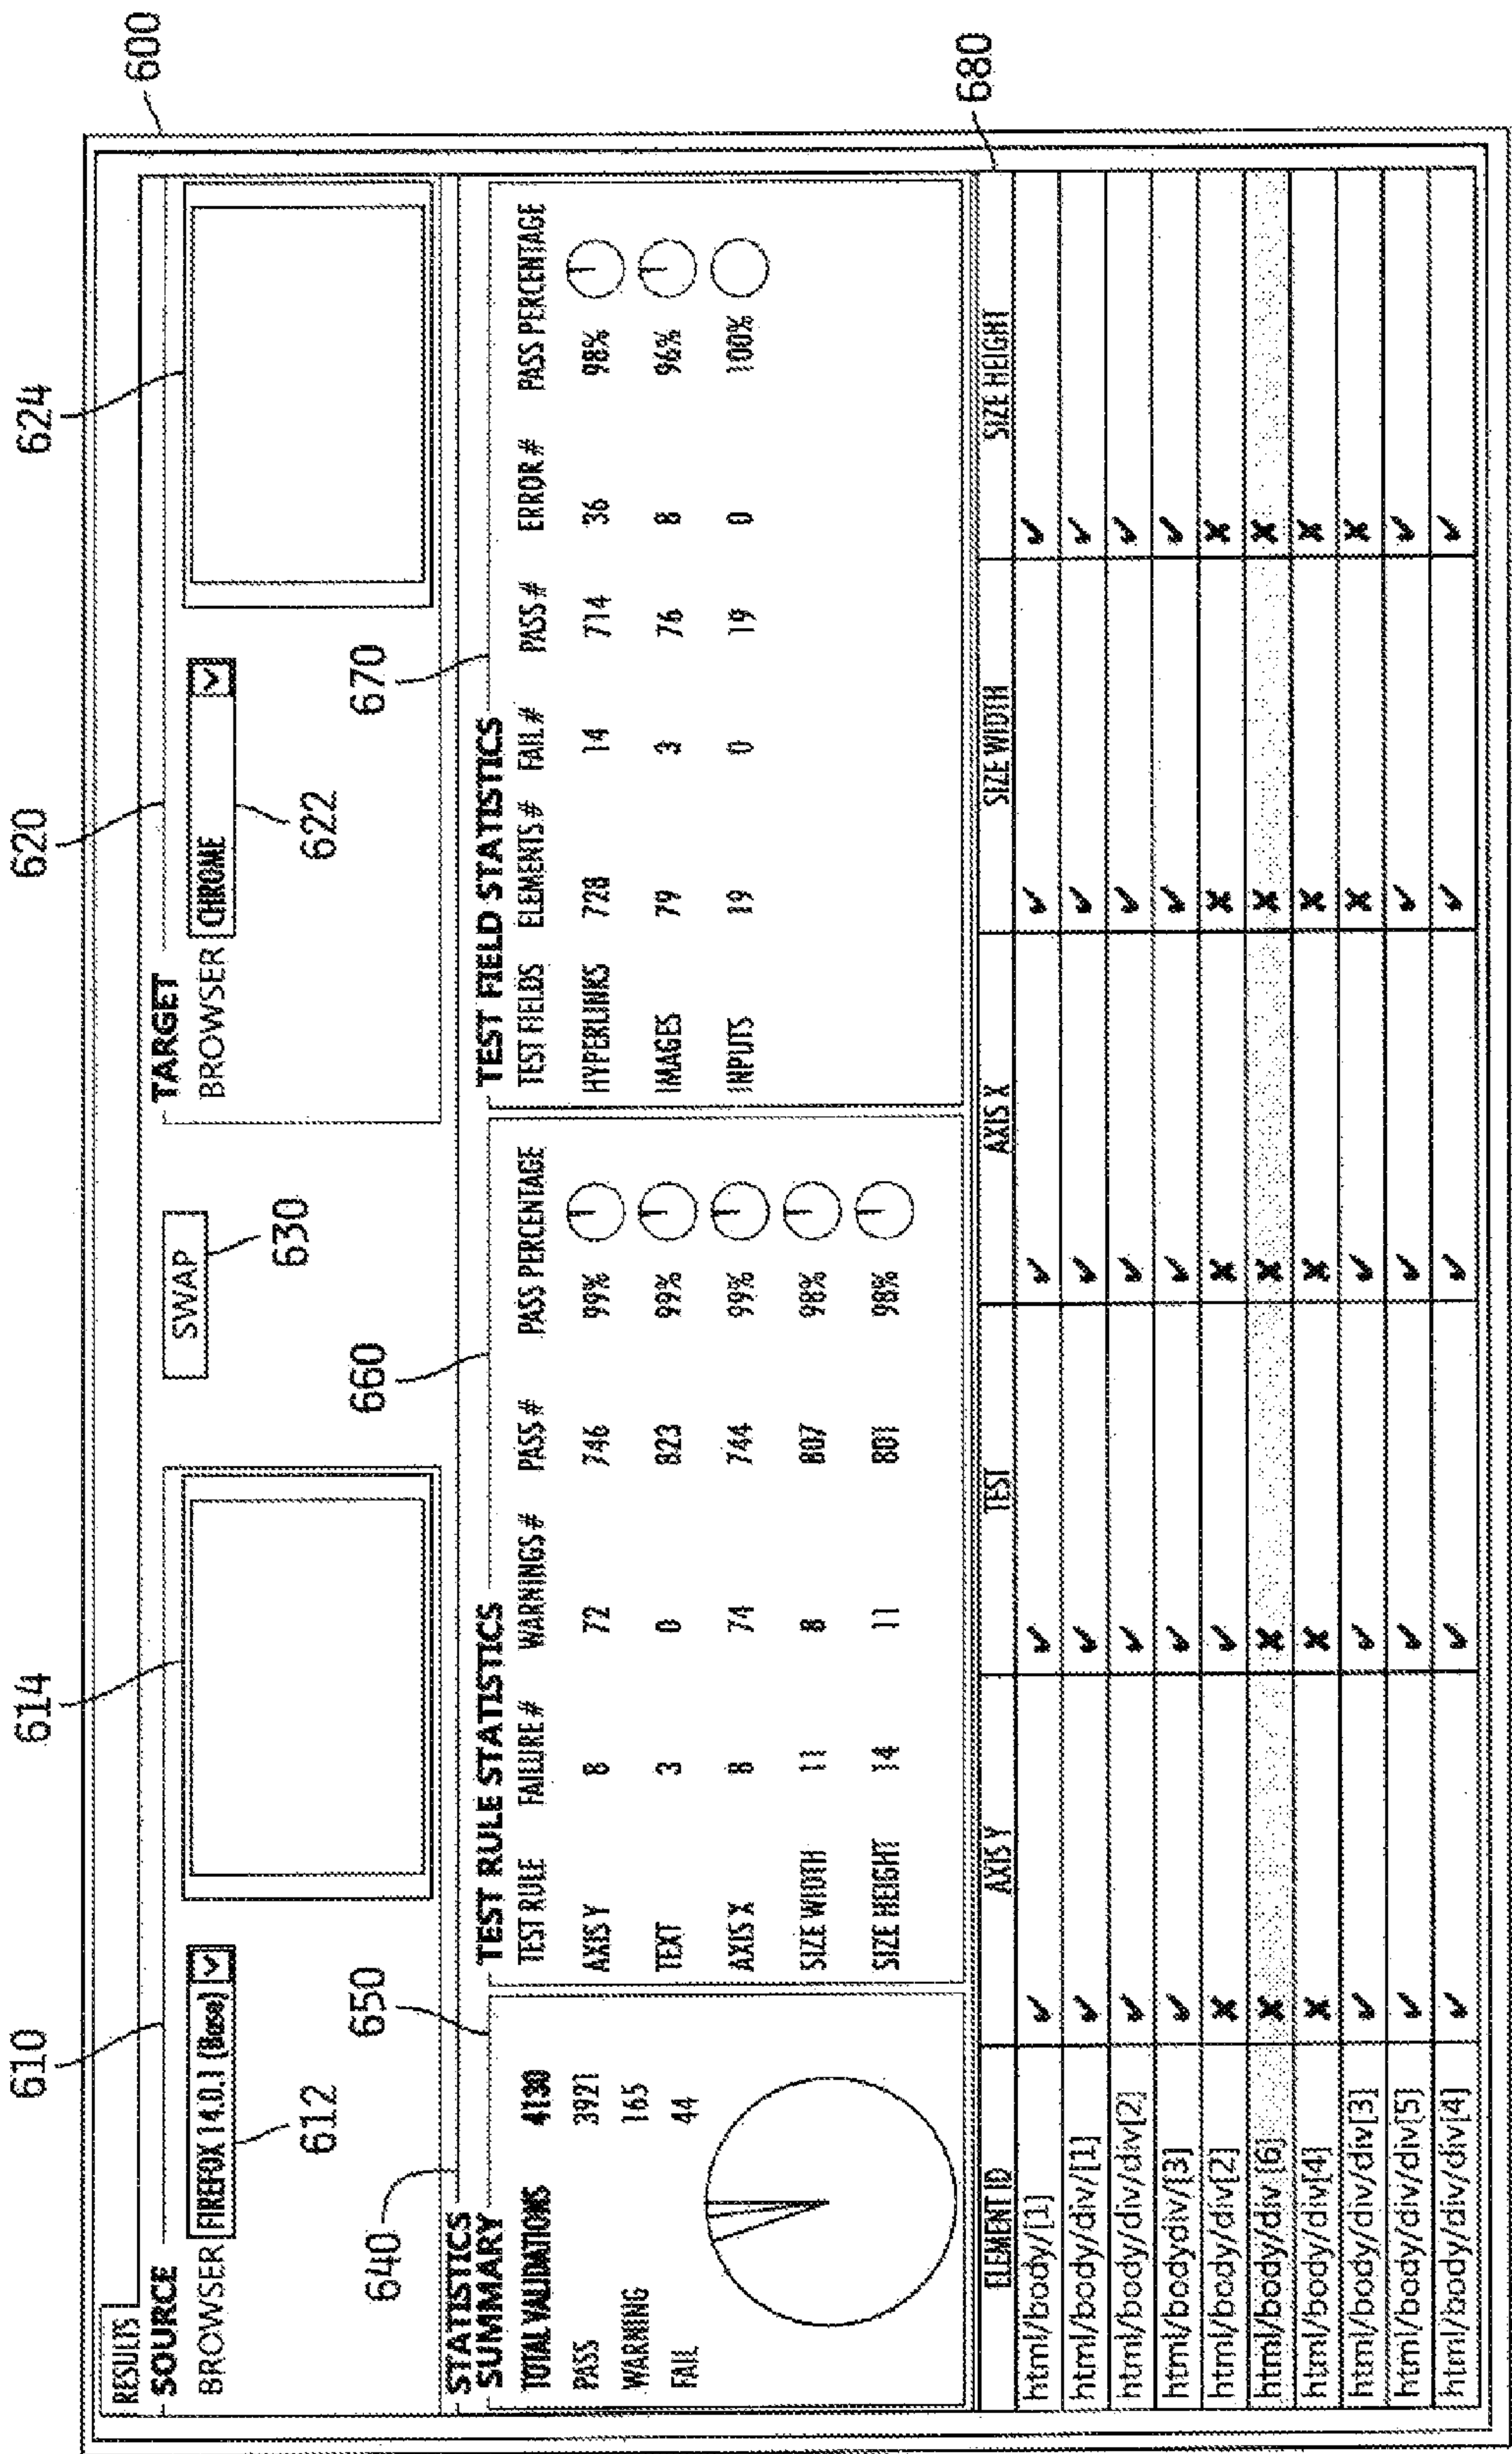 600
610
614
620
624
RESULTS
SOURCE
BROWSER FIREFOX 14.0.1 (Base)
612
SWAP
630
TARGET
BROWSER CHROME
622
640
650
660
670
STATISTICS
SUMMARY
TOTAL VALIDATIONS 4130
PASS 3921
WARNING 165
FAIL 44
TEST RULE STATISTICS
TEST RULE FAILURE# WARNINGS# PASS# PASS PERCENTAGE
AXIS Y 8 72 746 99%
TEXT 3 0 823 99%
AXIS X 8 74 744 99%
SIZE WIDTH 11 8 807 98%
SIZE HEIGHT 14 11 801 98%
TEST FIELD STATISTICS
TEST FIELDS ELEMENTS# FAIL# PASS# ERROR# PASS PERCENTAGE
HYPERLINKS 728 14 714 36 98%
IMAGES 79 3 76 8 96%
INPUTS 19 0 19 0 100%
680
ELEMENT ID AXIS Y TEST AXIS X SIZE WIDTH SIZE HEIGHT
html/body/[1] ✓ ✓ ✓ ✓ ✓
html/body/div/[1] ✓ ✓ ✓ ✓ ✓
html/body/div/div[2] ✓ ✓ ✓ ✓ ✓
html/bodydiv/[3] ✓ ✓ ✓ ✓ ✓
html/body/div[2] ✗ ✓ ✗ ✗ ✗
html/body/div [6] ✗ ✗ ✗ ✗ ✗
html/body/div[4] ✗ ✗ ✗ ✗ ✗
html/body/div/div[3] ✓ ✓ ✓ ✗ ✗
html/body/div/div[5] ✓ ✓ ✓ ✓ ✓
html/body/div/div[4] ✓ ✓ ✓ ✓ ✓